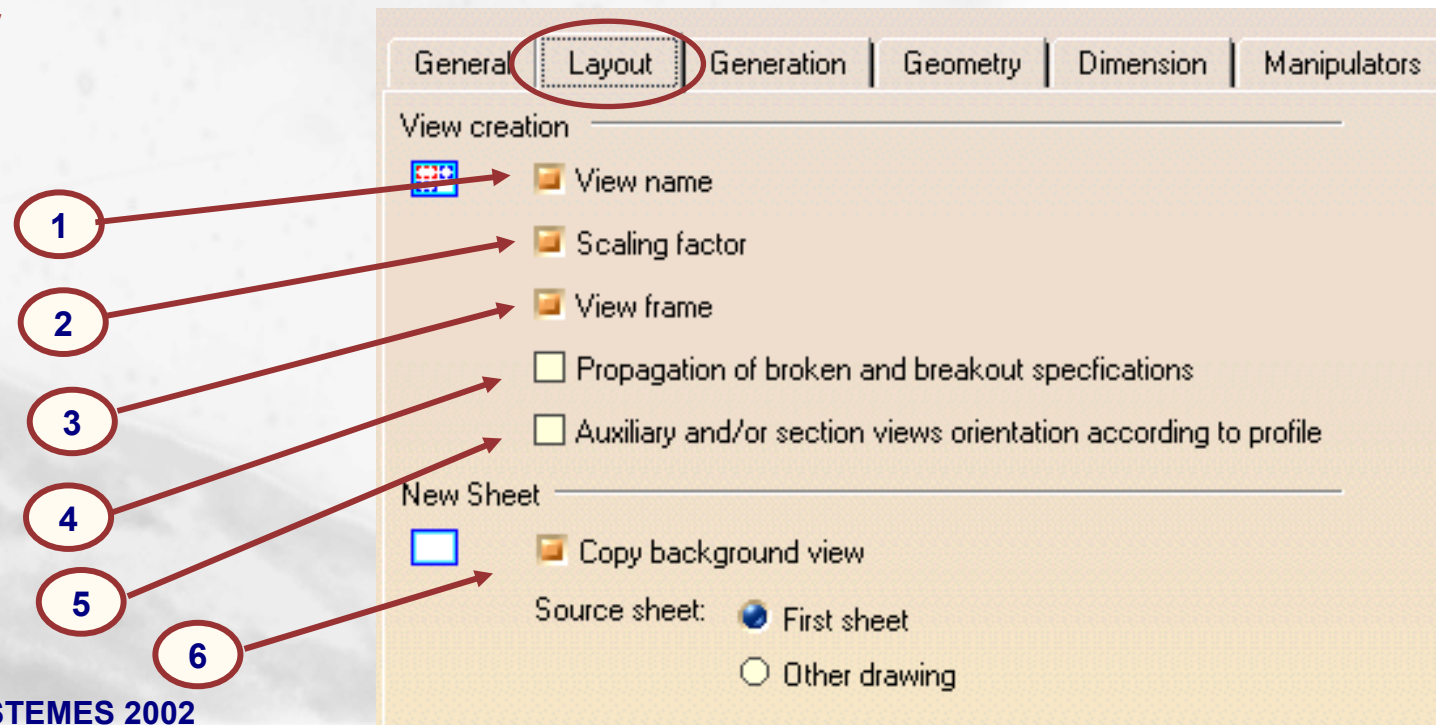 General Layout Generation Geometry Dimension Manipulators
View creation
View name
1
Scaling factor
2
View frame
3
Propagation of broken and breakout specfications
4
Auxiliary and/or section views orientation according to profile
5
New Sheet
Copy background view
6
Source sheet: First sheet
Other drawing
STEMES 2002